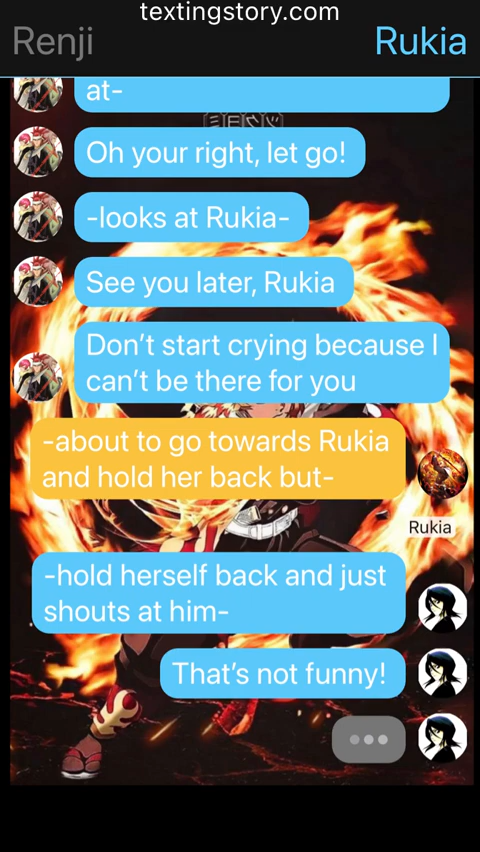 textingstory.com
Renji
Rukia
at-
Oh your right, let go!
-looks at Rukia-
See you later, Rukia
Don't start crying because I
can't be there for you
-about to go towards Rukia
and hold her back but-
Rukia
-hold herself back and just
shouts at him-
That's not funny!